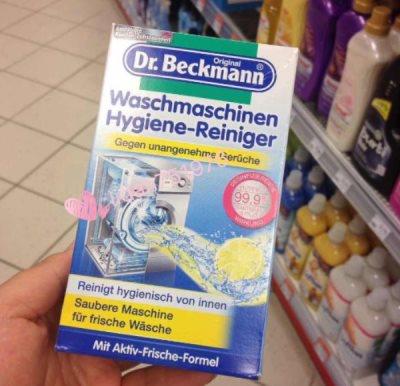 Original
Dr. Beckmann
Waschmaschinen
Hygiene-Reiniger
Gegen unangenehme Gerüche
99,9%
Reinigt hygienisch von innen
Saubere Maschine
für frische Wäsche
Mit Aktiv-Frische-Formel